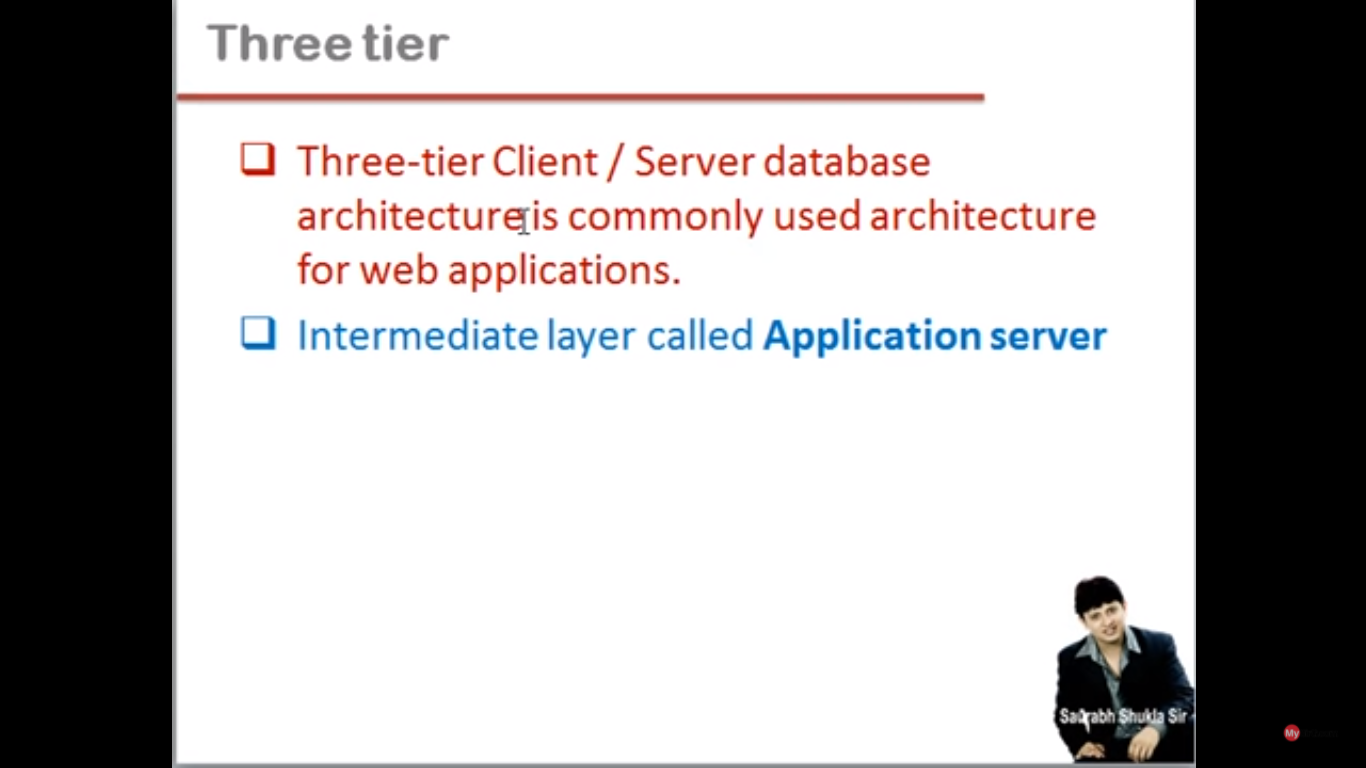 Three tier
Three-tier Client / Server database
architecture is commonly used architecture
for web applications.
Intermediate layer called Application server
Saurabh Shukla Sir
My